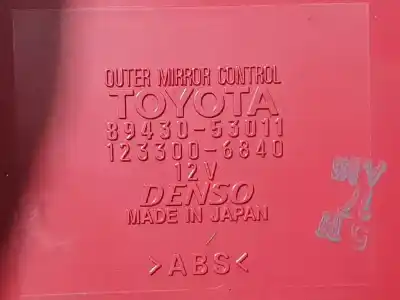 OUTER MIRROR CONTROL
TOYOTA
89430-53011
123300-6840
12V
DENSO
MADE IN JAPAN
>ABS<